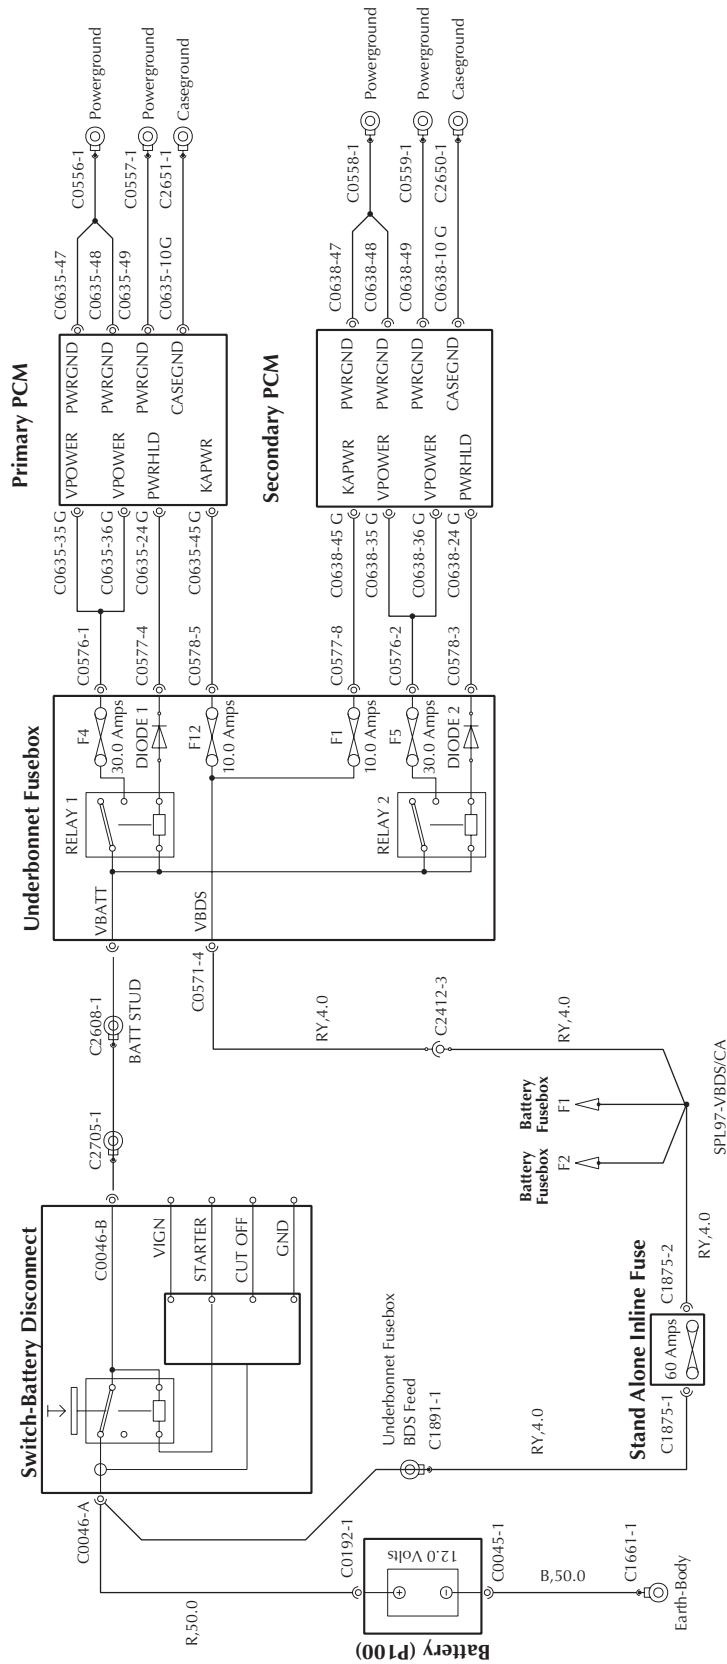 Primary PCM
Secondary PCM
Underbonnet Fusebox
Switch-Battery Disconnect
Battery (P100)
Stand Alone Inline Fuse
C0635-47
C0635-48
C0635-49
C0635-10G
C0556-1
C0557-1
C2651-1
Powerground
Powerground
Caseground
VPOWER
PWRGND
VPOWER
PWRGND
PWRHLD
PWRGND
CASEGND
KAPWR
C0635-35 G
C0635-36 G
C0635-24 G
C0635-45 G
C0576-1
C0577-4
C0578-5
C0638-47
C0638-48
C0638-49
C0638-10 G
C0558-1
C0559-1
C2650-1
Powerground
Powerground
Caseground
KAPWR
PWRGND
VPOWER
PWRGND
VPOWER
PWRGND
PWRHLD
CASEGND
C0638-45 G
C0638-35 G
C0638-36 G
C0638-24 G
C0577-8
C0576-2
C0578-3
RELAY 1
F4
30.0 Amps
DIODE 1
F12
10.0 Amps
F1
10.0 Amps
F5
30.0 Amps
DIODE 2
RELAY 2
VBATT
VBDS
C0571-4
C2608-1
BATT STUD
C2705-1
C0046-B
VIGN
STARTER
CUT OFF
GND
C0046-A
RY,4.0
C2412-3
RY,4.0
Battery
Fusebox
F1
Battery
Fusebox
F2
SPL97-VBDS/CA
RY,4.0
C1875-2
60 Amps
C1875-1
RY,4.0
Underbonnet Fusebox
BDS Feed
C1891-1
R,50.0
C0192-1
12.0 Volts
C0045-1
B,50.0
C1661-1
Earth-Body